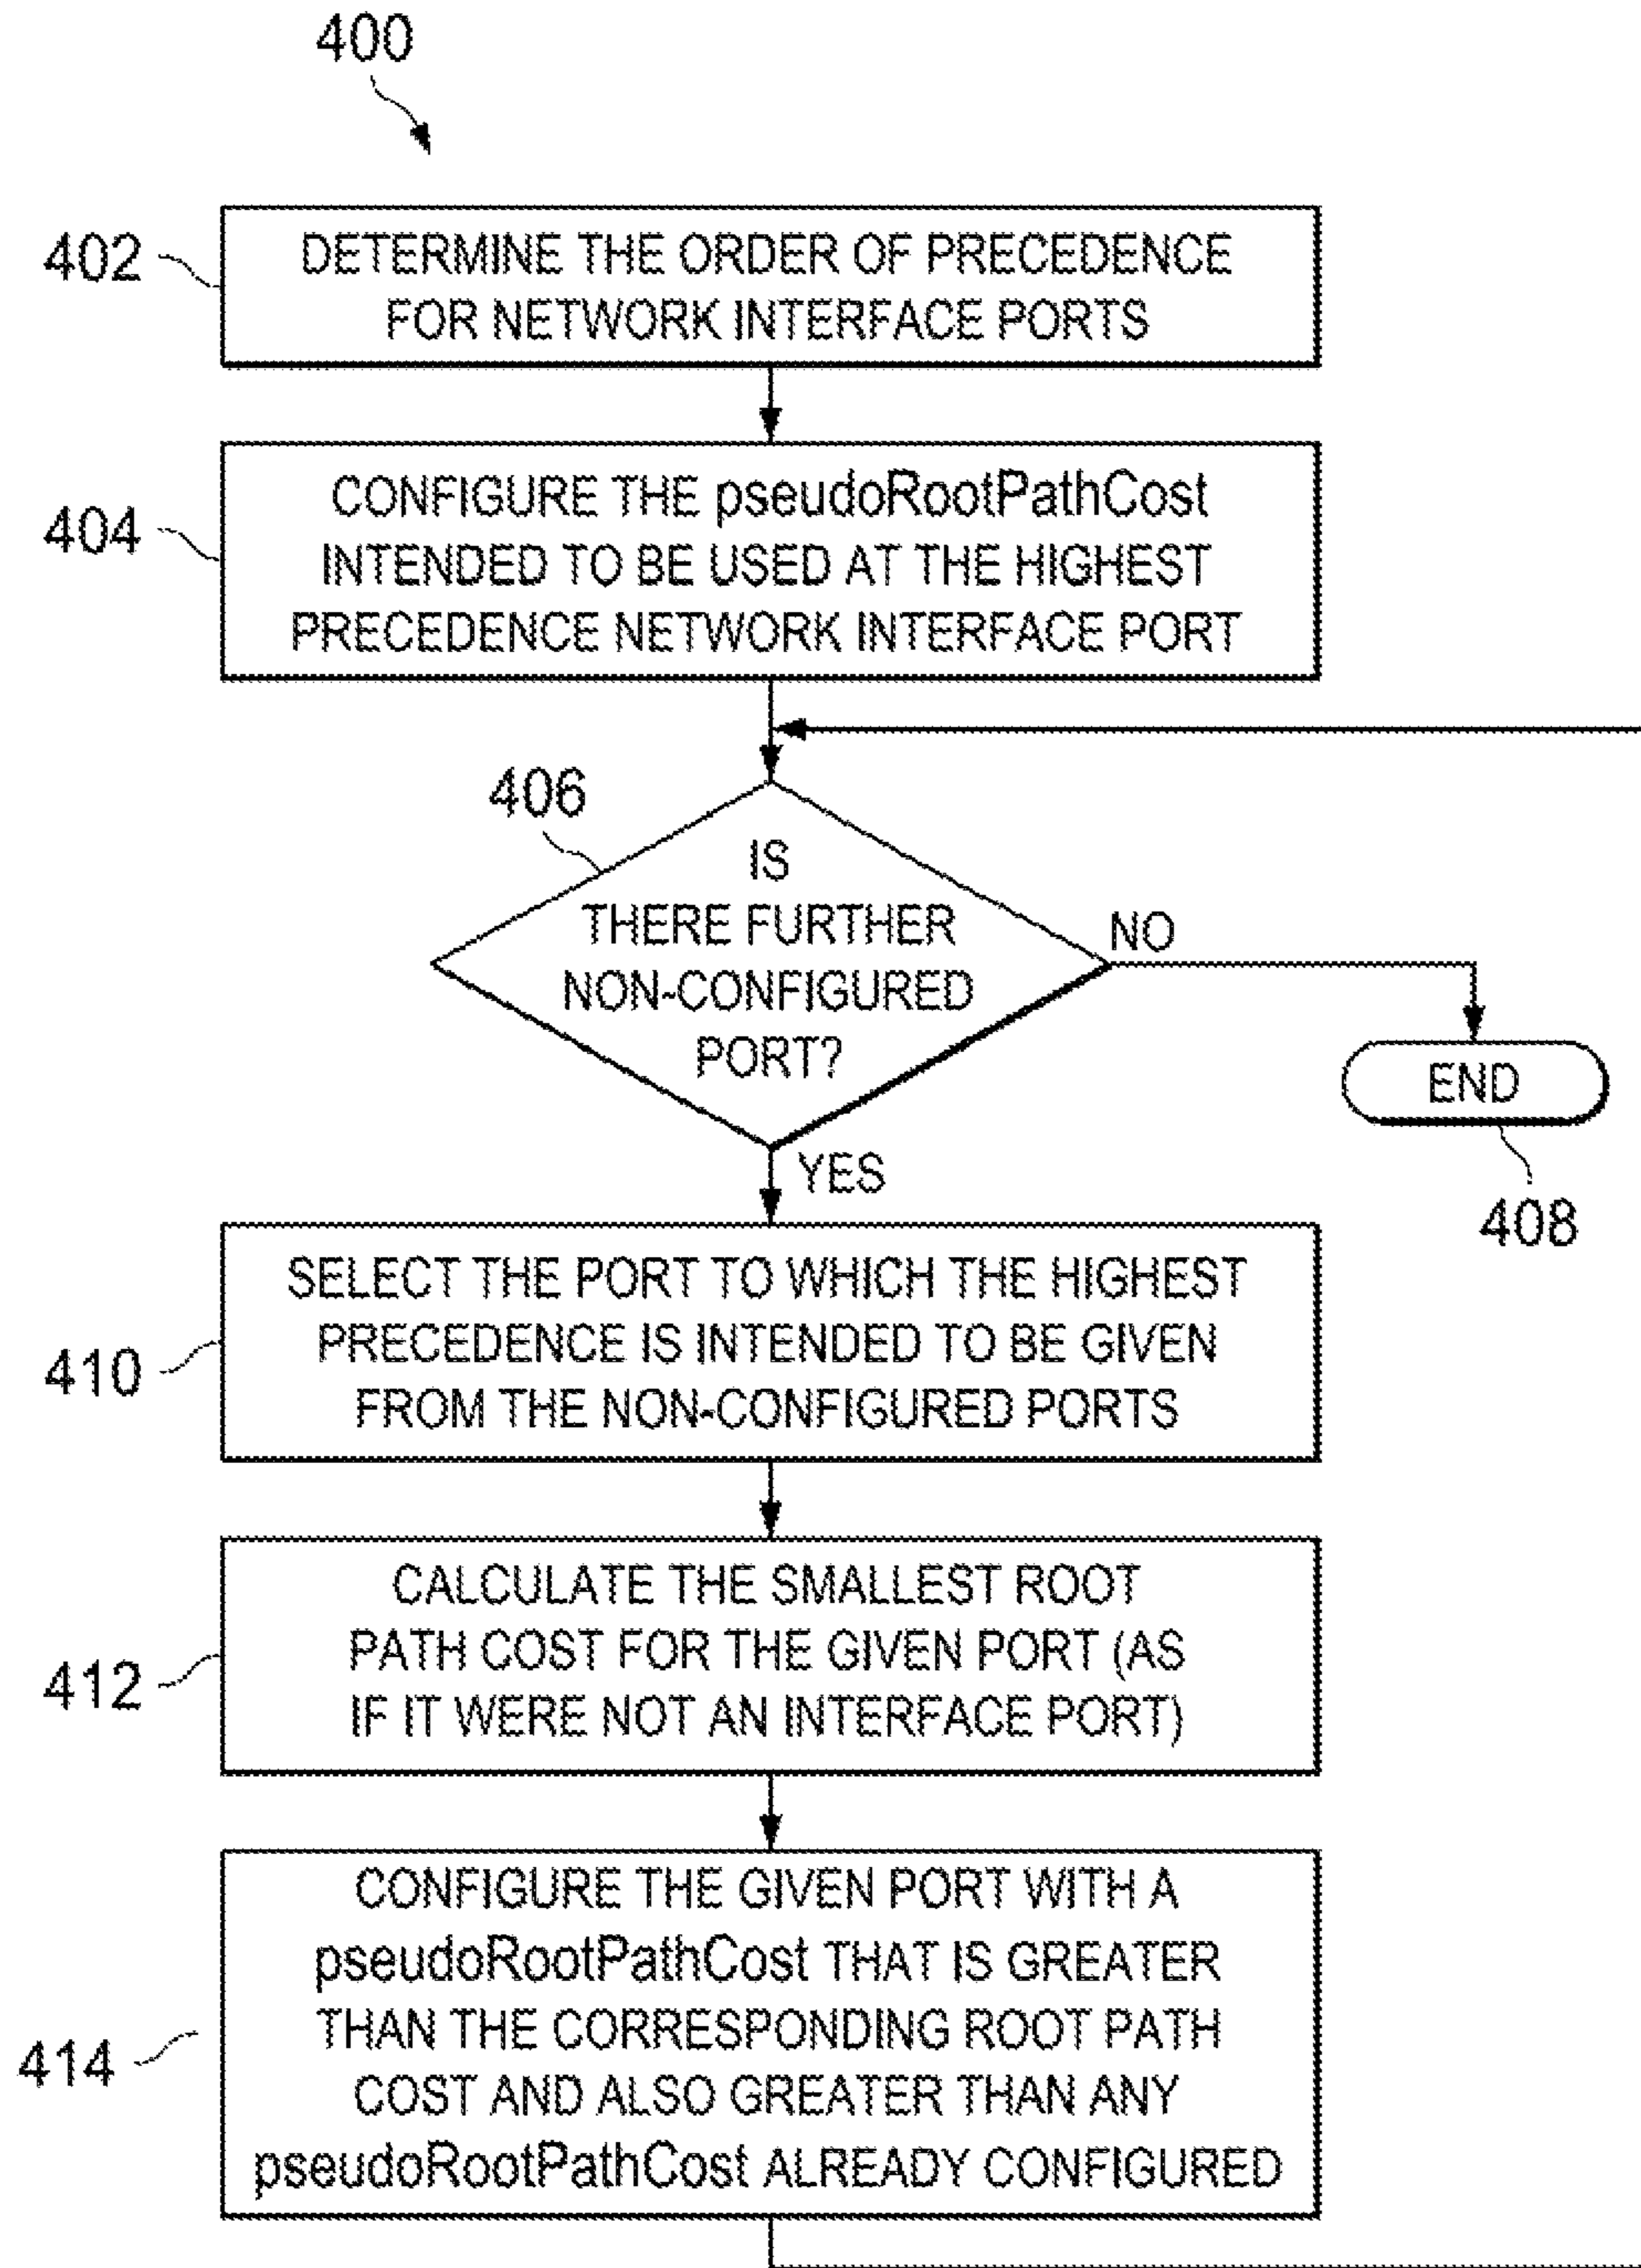 400
402
DETERMINE THE ORDER OF PRECEDENCE
FOR NETWORK INTERFACE PORTS
404
CONFIGURE THE pseudoRootPathCost
INTENDED TO BE USED AT THE HIGHEST
PRECEDENCE NETWORK INTERFACE PORT
406
IS
THERE FURTHER
NON-CONFIGURED
PORT?
NO
END
408
YES
410
SELECT THE PORT TO WHICH THE HIGHEST
PRECEDENCE IS INTENDED TO BE GIVEN
FROM THE NON-CONFIGURED PORTS
412
CALCULATE THE SMALLEST ROOT
PATH COST FOR THE GIVEN PORT (AS
IF IT WERE NOT AN INTERFACE PORT)
414
CONFIGURE THE GIVEN PORT WITH A
pseudoRootPathCost THAT IS GREATER
THAN THE CORRESPONDING ROOT PATH
COST AND ALSO GREATER THAN ANY
pseudoRootPathCost ALREADY CONFIGURED